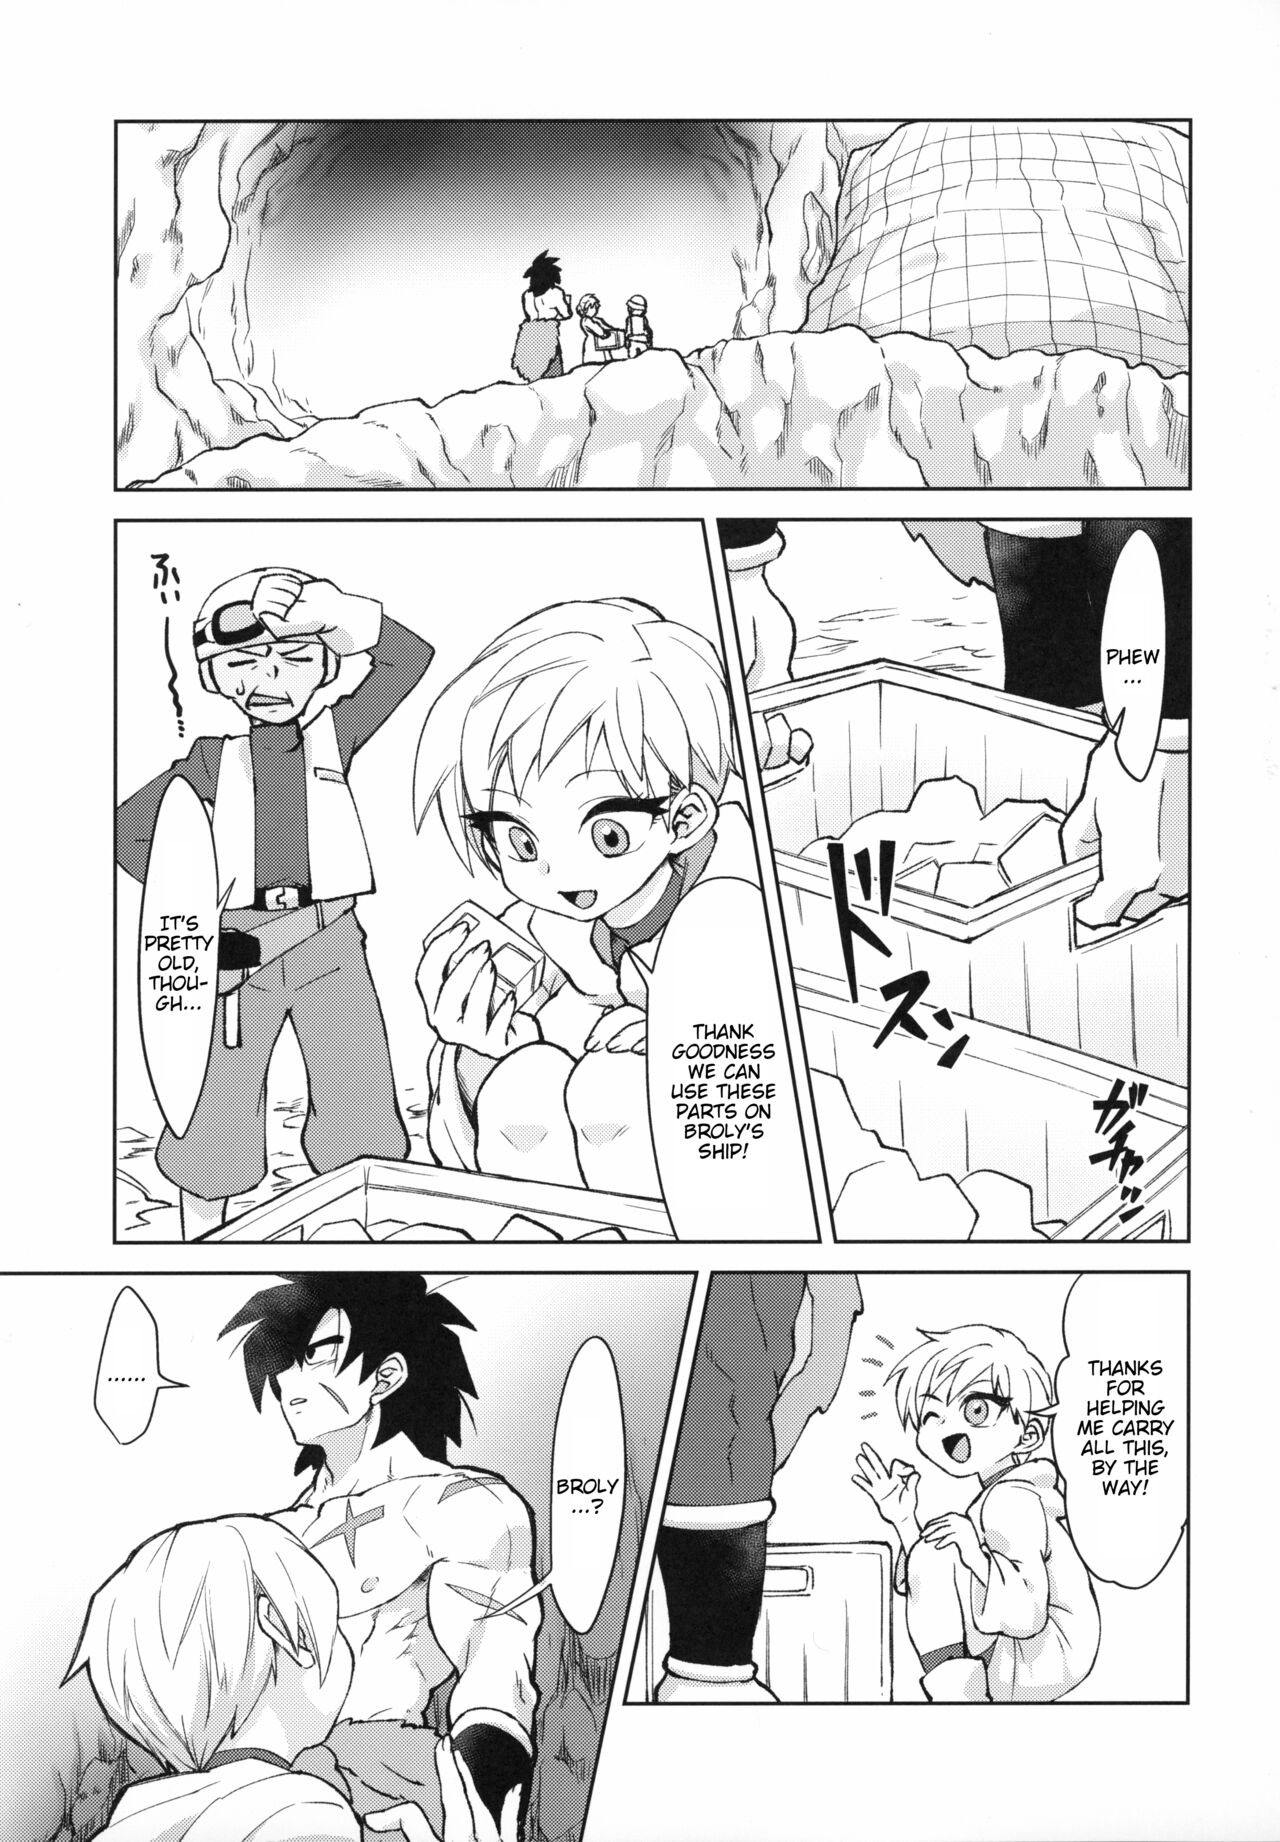 PHEW
...
ドスン
ガチャッ
THANK
GOODNESS
WE CAN
USE THESE
PARTS ON
BROLY'S
SHIP!
ふぃー〜…
IT'S
PRETTY
OLD,
THOU-
GH...
THANKS
FOR
HELPING
ME CARRY
ALL THIS,
BY THE
WAY!
BROLY
...?
......